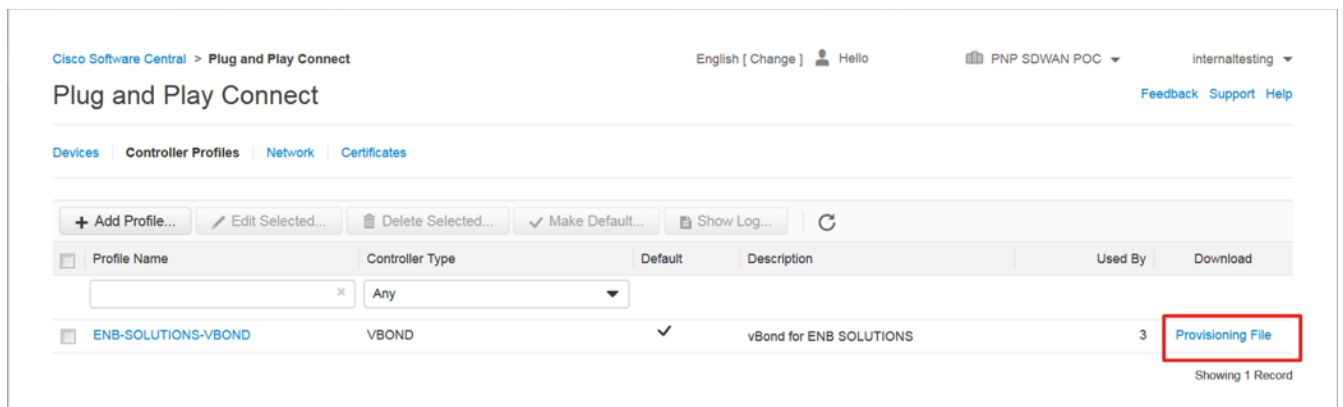 Cisco Software Central > Plug and Play Connect English [ Change ] Hello PNP SDWAN POC internaltesting
Plug and Play Connect Feedback Support Help
Devices Controller Profiles Network Certificates
+ Add Profile... Edit Selected... Delete Selected... Make Default... Show Log...
Profile Name Controller Type Default Description Used By Download
× Any
ENB-SOLUTIONS-VBOND VBOND ✓ vBond for ENB SOLUTIONS 3 Provisioning File
Showing 1 Record